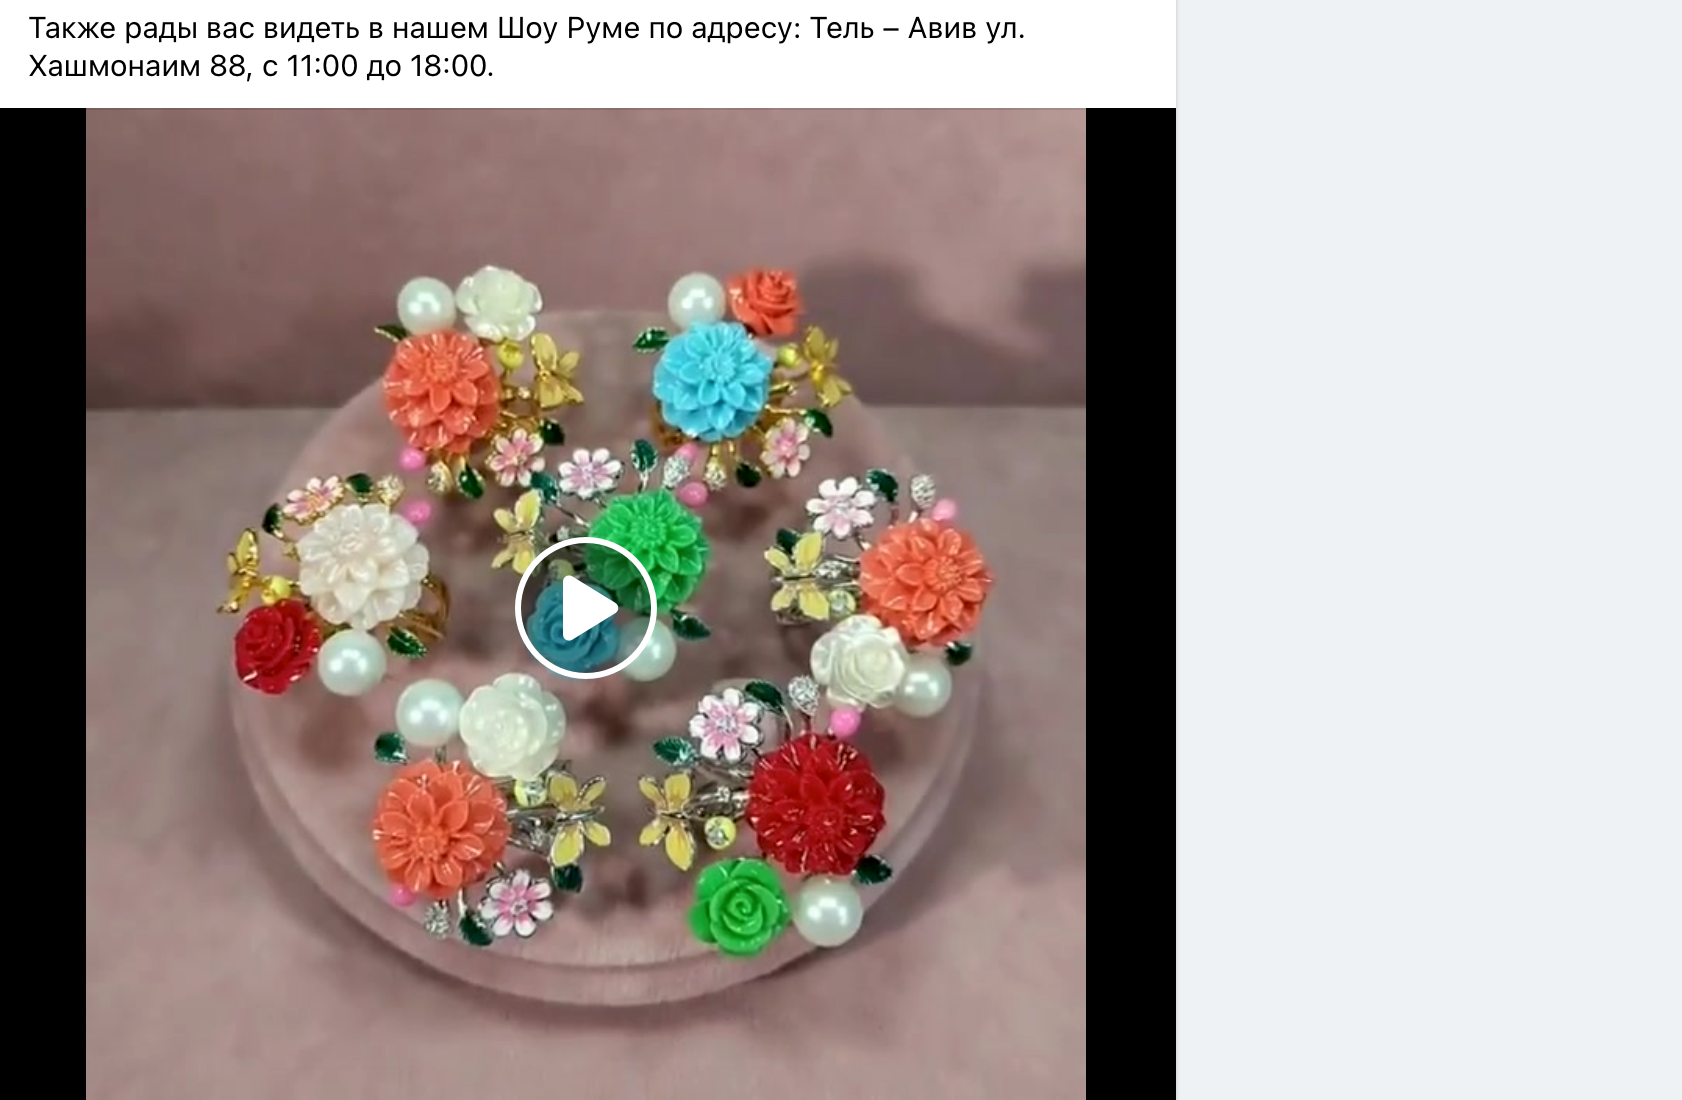 Также рады вас видеть в нашем Шоу Руме по адресу: Тель – Авив ул.
Хашмонаим 88, с 11:00 до 18:00.